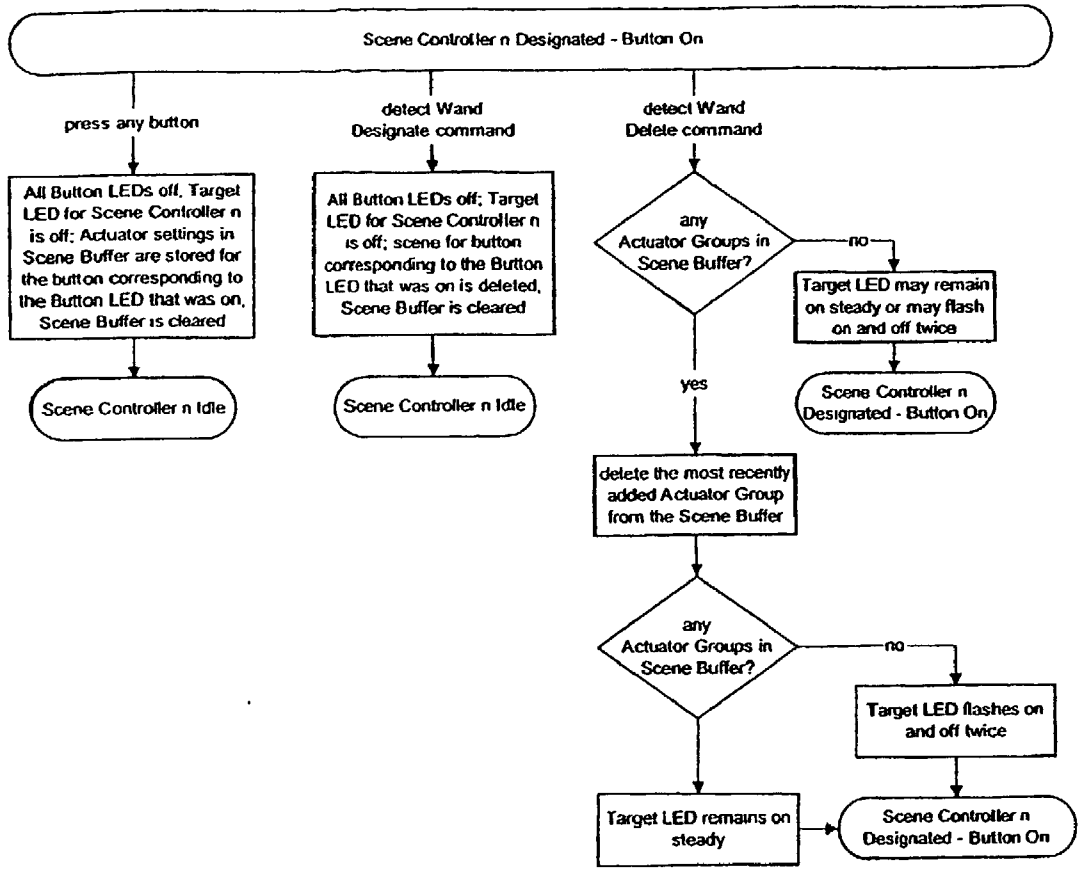 Scene Controller n Designated - Button On
press any button
All Button LEDs off, Target
LED for Scene Controller n
is off; Actuator settings in
Scene Buffer are stored for
the button corresponding to
the Button LED that was on,
Scene Buffer is cleared
Scene Controller n Idle
detect Wand
Designate command
All Button LEDs off; Target
LED for Scene Controller n
is off; scene for button
corresponding to the Button
LED that was on is deleted,
Scene Buffer is cleared
Scene Controller n Idle
detect Wand
Delete command
any
Actuator Groups in
Scene Buffer?
no
Target LED may remain
on steady or may flash
on and off twice
Scene Controller n
Designated - Button On
yes
delete the most recently
added Actuator Group
from the Scene Buffer
any
Actuator Groups in
Scene Buffer?
no
Target LED flashes on
and off twice
Target LED remains on
steady
Scene Controller n
Designated - Button On